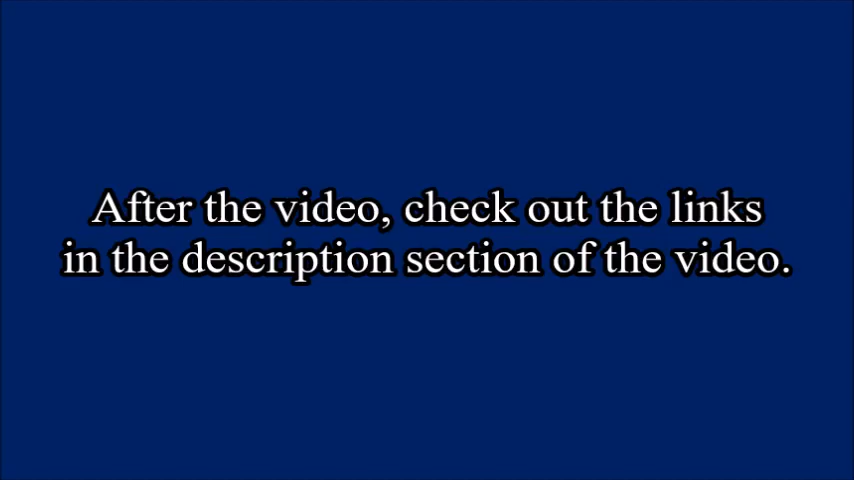 After the video, check out the links
in the description section of the video.